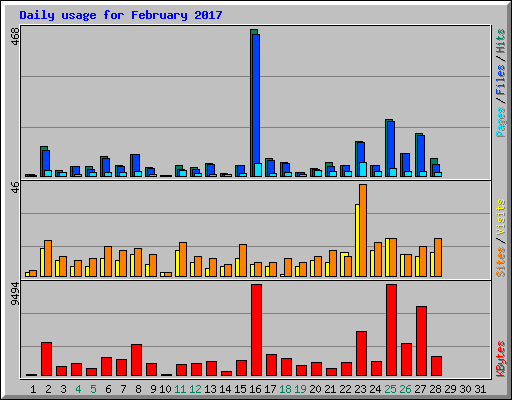 Daily usage for February 2017
468
Pages / Files / Hits
46
Sites / Visits
9494
KBytes
1 2 3 4 5 6 7 8 9 10 11 12 13 14 15 16 17 18 19 20 21 22 23 24 25 26 27 28 29 30 31